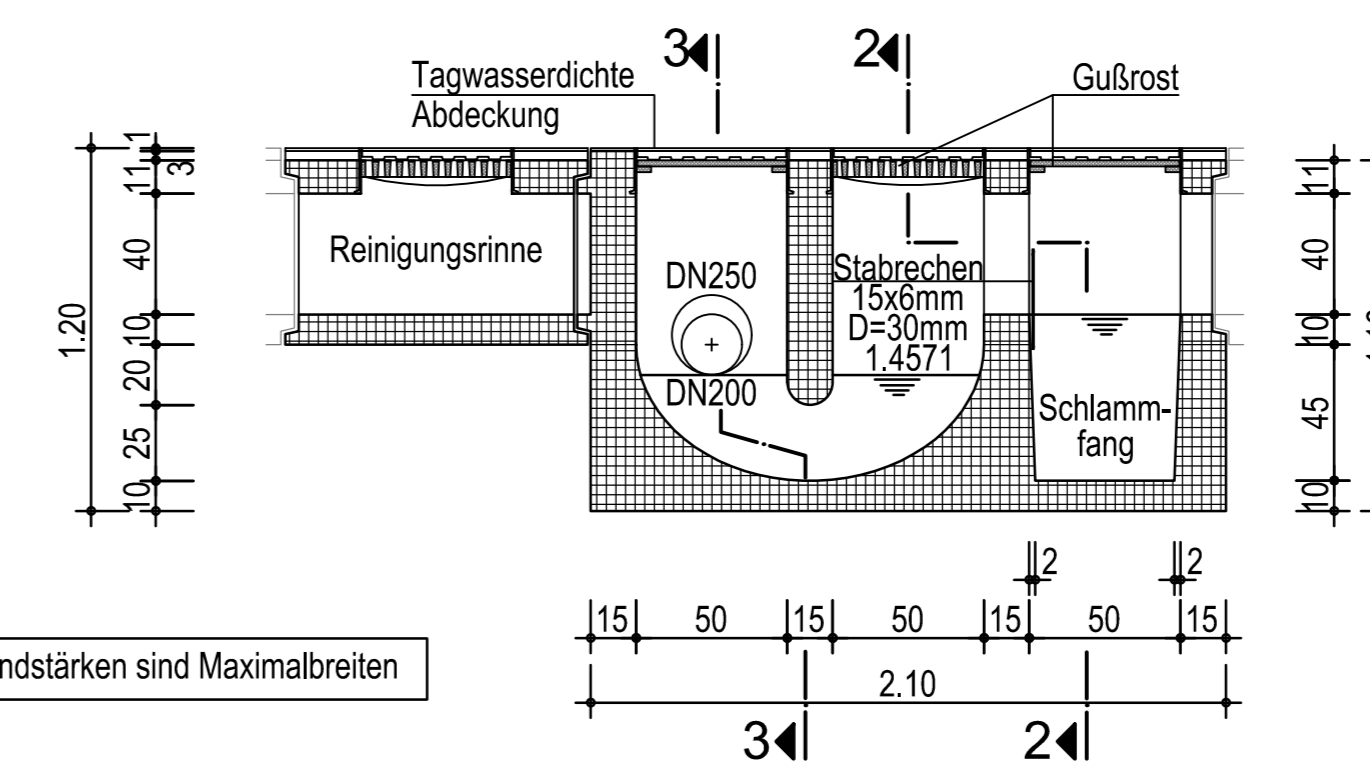 3
2
Tagwasserdichte
Abdeckung
Gußrost
1
3
11
40
1.20
10
20
25
10
Reinigungsrinne
DN250
DN200
Stabrechen
15x6mm
D=30mm
1.4571
Schlamm-
fang
11
40
10
45
10
2
2
15
50
15
50
15
50
15
2.10
ndstärken sind Maximalbreiten
3
2